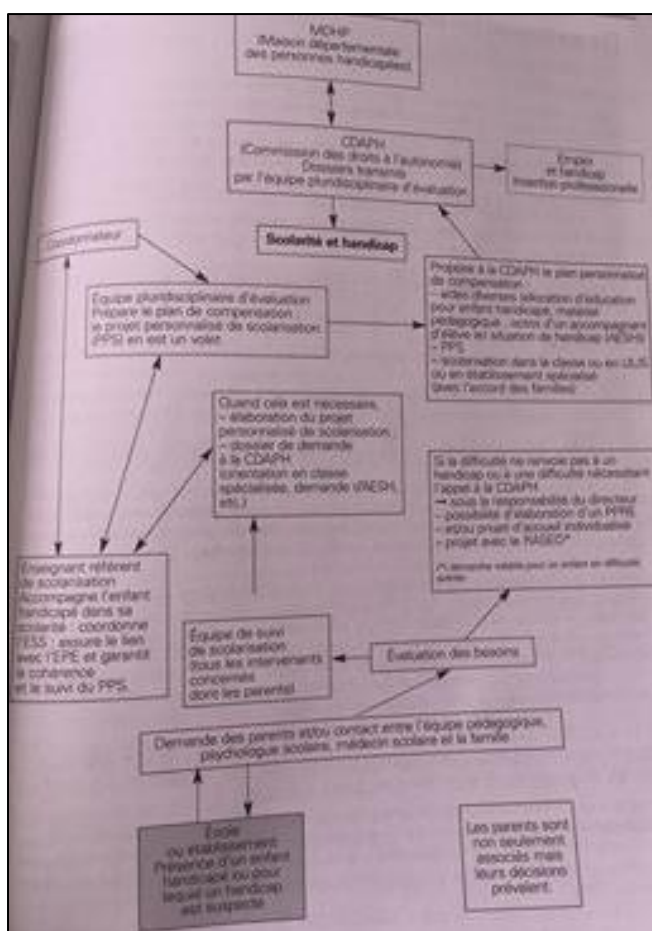 MDHP
(Maison départementale
des personnes handicapées)
CDAPH
(Commission des droits à l'autonomie)
Dossiers transmis
par l'équipe pluridisciplinaire d'évaluation
Emploi
et handicap
Insertion professionnelle
Scolarité et handicap
Coordonnateur
Équipe pluridisciplinaire d'évaluation
Prépare le plan de compensation :
le projet personnalisé de scolarisation
(PPS) en est un volet
Propose à la CDAPH le plan personnalisé
de compensation :
– aides diverses (allocation d'éducation
pour enfant handicapé, matériel
pédagogique ; octroi d'un accompagnant
d'élève en situation de handicap (AESH))
– PPS
– scolarisation dans la classe ou en ULIS
ou en établissement spécialisé
(avec l'accord des familles)
Quand cela est nécessaire,
– élaboration du projet
personnalisé de scolarisation ;
– dossier de demande
à la CDAPH
(orientation en classe
spécialisée, demande d'AESH,
etc.)
Si la difficulté ne renvoie pas à un
handicap ou à une difficulté nécessitant
l'appel à la CDAPH
→ sous la responsabilité du directeur
– possibilité d'élaboration d'un PPRE
– et/ou projet d'accueil individualisé
– projet avec le RASED*
(*) démarche valable pour un enfant en difficulté
Enseignant référent
de scolarisation
Accompagne l'enfant
handicapé dans sa
scolarité : coordonne
l'ESS ; assure le lien
avec l'EPE et garantit
la cohérence
et le suivi du PPS.
Équipe de suivi
de scolarisation
(tous les intervenants
concernés
dont les parents)
Évaluation des besoins
Demande des parents et/ou contact entre l'équipe pédagogique,
psychologue scolaire, médecin scolaire et la famille
École
ou établissement
Présence d'un enfant
handicapé ou pour
lequel un handicap
est suspecté
Les parents sont
non seulement
associés mais
leurs décisions
prévalent.